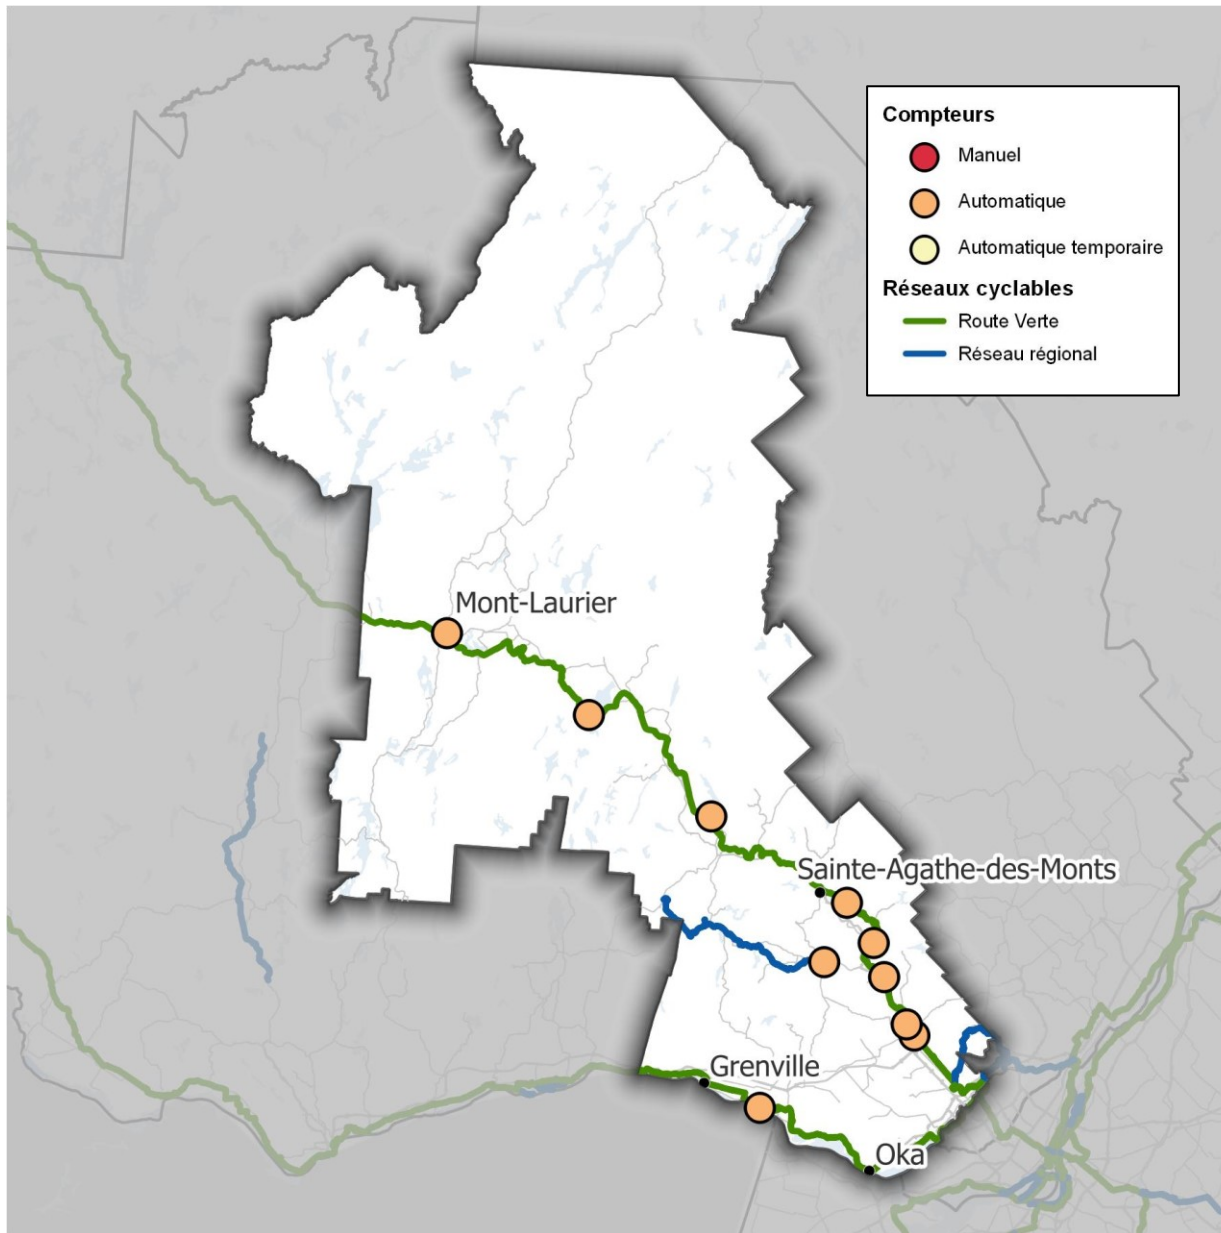 Compteurs
Manuel
Automatique
Automatique temporaire
Réseaux cyclables
Route Verte
Réseau régional
Mont-Laurier
Sainte-Agathe-des-Monts
Grenville
Oka